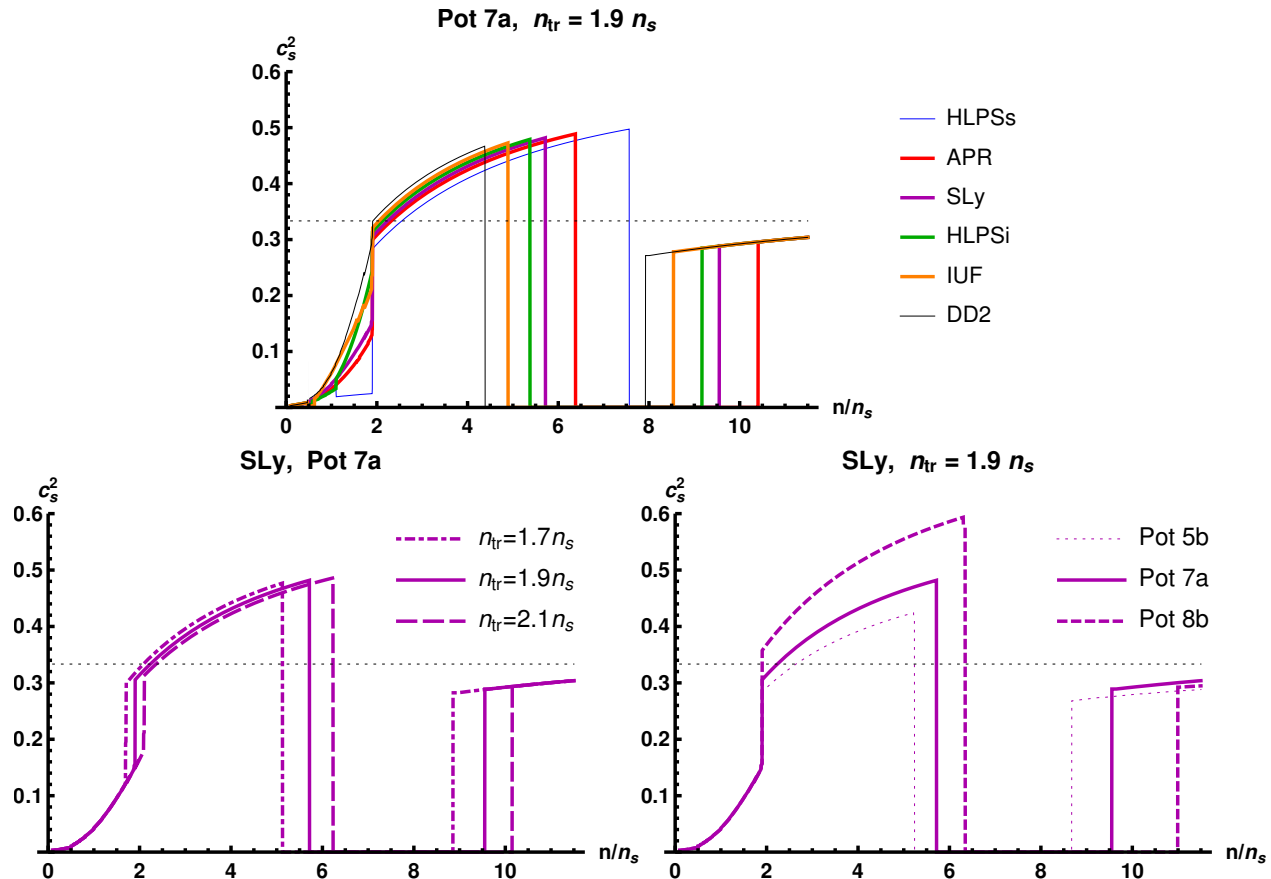 Pot 7a, n_tr = 1.9 n_s
c_s^2
0.6
0.5
0.4
0.3
0.2
0.1
0 2 4 6 8 10
n/n_s
HLPSs
APR
SLy
HLPSi
IUF
DD2
SLy, Pot 7a
c_s^2
0.6
0.5
0.4
0.3
0.2
0.1
0 2 4 6 8 10
n/n_s
n_tr=1.7n_s
n_tr=1.9n_s
n_tr=2.1n_s
SLy, n_tr = 1.9 n_s
c_s^2
0.6
0.5
0.4
0.3
0.2
0.1
0 2 4 6 8 10
n/n_s
Pot 5b
Pot 7a
Pot 8b